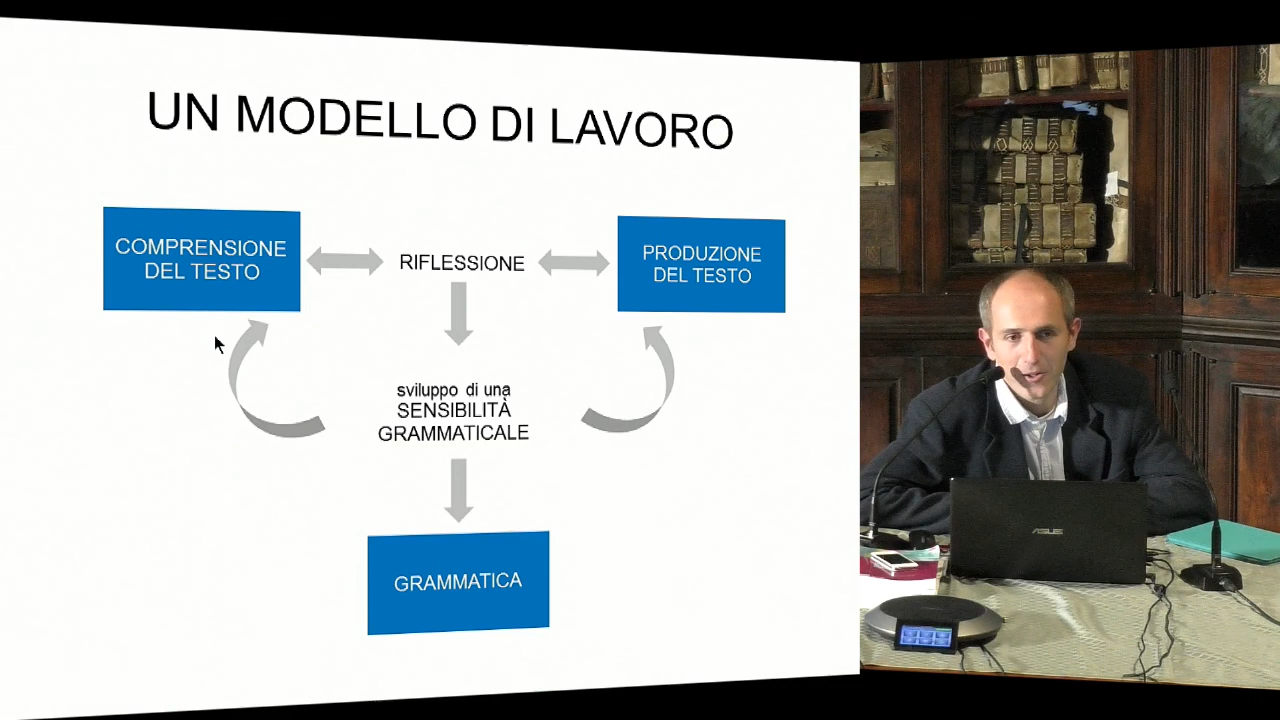 UN MODELLO DI LAVORO
COMPRENSIONE
DEL TESTO
RIFLESSIONE
PRODUZIONE
DEL TESTO
sviluppo di una
SENSIBILITÀ
GRAMMATICALE
GRAMMATICA
ASUS